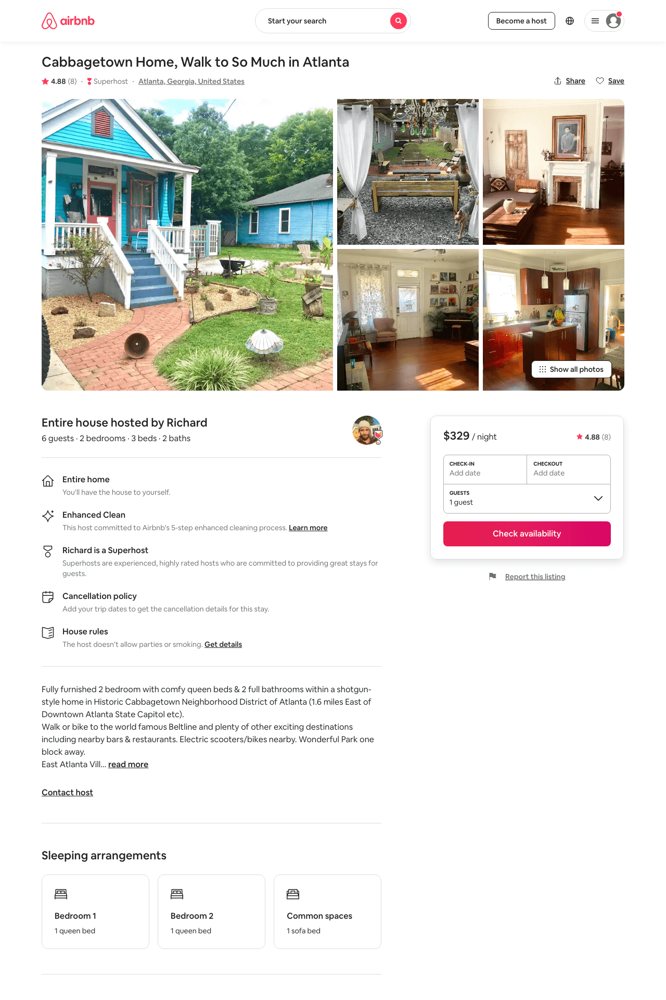 airbnb
Start your search
Become a host
Cabbagetown Home, Walk to So Much in Atlanta
4.88 (8) · Superhost · Atlanta, Georgia, United States
Share
Save
Show all photos
Entire house hosted by Richard
6 guests · 2 bedrooms · 3 beds · 2 baths
$329 / night
4.88 (8)
CHECK-IN
Add date
CHECKOUT
Add date
GUESTS
1 guest
Check availability
Report this listing
Entire home
You’ll have the house to yourself.
Enhanced Clean
This host committed to Airbnb's 5-step enhanced cleaning process. Learn more
Richard is a Superhost
Superhosts are experienced, highly rated hosts who are committed to providing great stays for
guests.
Cancellation policy
Add your trip dates to get the cancellation details for this stay.
House rules
The host doesn’t allow parties or smoking. Get details
Fully furnished 2 bedroom with comfy queen beds & 2 full bathrooms within a shotgun-
style home in Historic Cabbagetown Neighborhood District of Atlanta (1.6 miles East of
Downtown Atlanta State Capitol etc).
Walk or bike to the world famous Beltline and plenty of other exciting destinations
including nearby bars & restaurants. Electric scooters/bikes nearby. Wonderful Park one
block away.
East Atlanta Vill... read more
Contact host
Sleeping arrangements
Bedroom 1
1 queen bed
Bedroom 2
1 queen bed
Common spaces
1 sofa bed